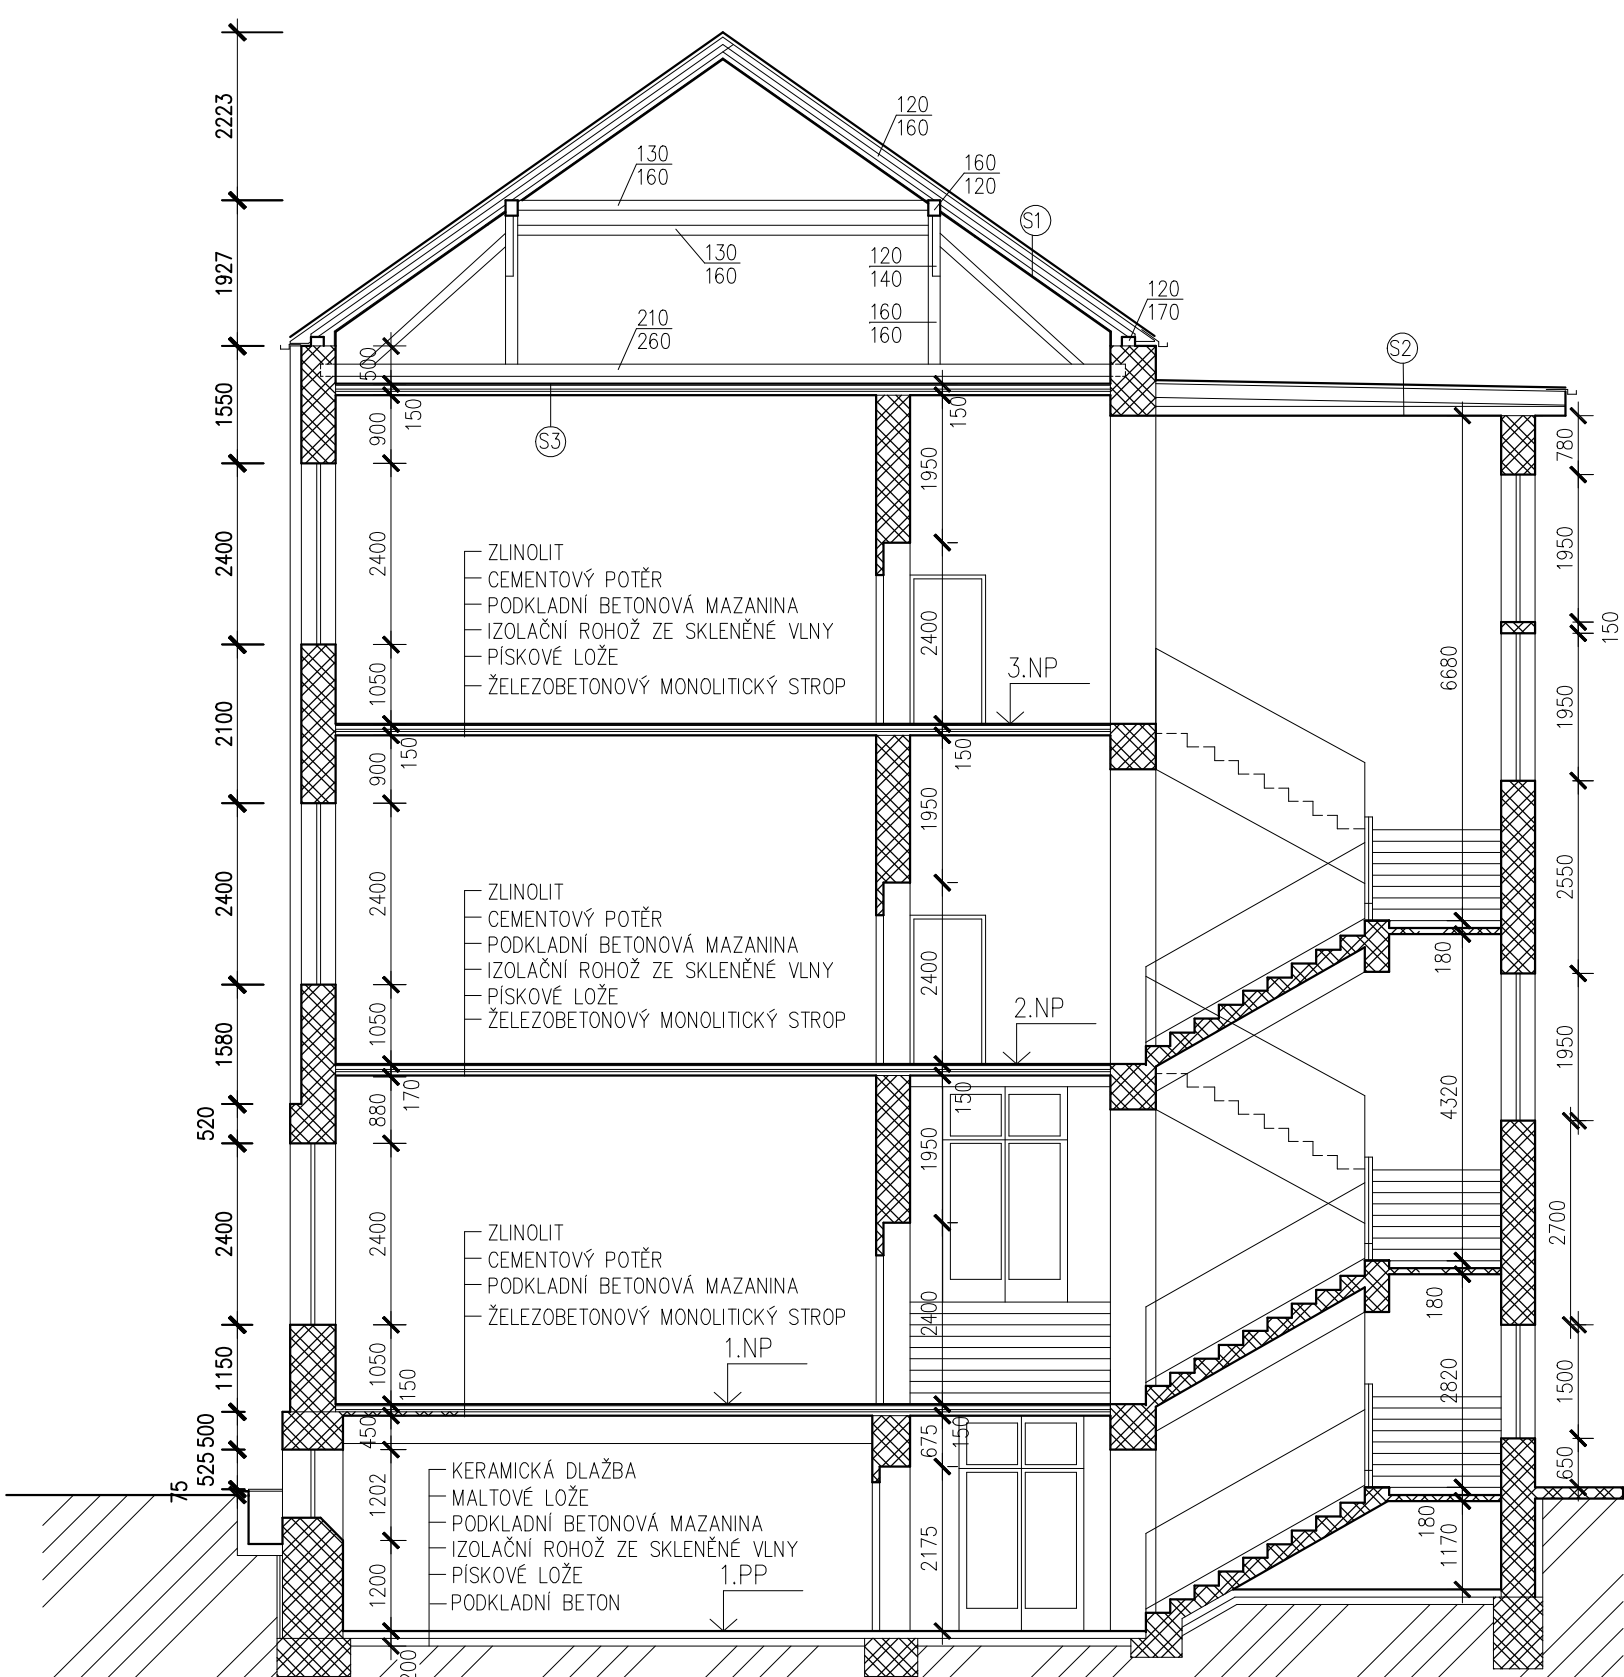 2223
1927
1550
2400
2100
2400
1580
520
2400
1150
500
525
75
120
160
130
160
160
120
S1
130
160
120
140
120
170
160
160
210
260
S2
S3
500
150
900
2400
1050
150
900
2400
1050
170
880
2400
1050
150
450
1202
1200
200
150
1950
2400
150
1950
2400
150
1950
2400
150
675
2175
ZLINOLIT
CEMENTOVÝ POTĚR
PODKLADNÍ BETONOVÁ MAZANINA
IZOLAČNÍ ROHOŽ ZE SKLENĚNÉ VLNY
PÍSKOVÉ LOŽE
ŽELEZOBETONOVÝ MONOLITICKÝ STROP
3.NP
ZLINOLIT
CEMENTOVÝ POTĚR
PODKLADNÍ BETONOVÁ MAZANINA
IZOLAČNÍ ROHOŽ ZE SKLENĚNÉ VLNY
PÍSKOVÉ LOŽE
ŽELEZOBETONOVÝ MONOLITICKÝ STROP
2.NP
ZLINOLIT
CEMENTOVÝ POTĚR
PODKLADNÍ BETONOVÁ MAZANINA
ŽELEZOBETONOVÝ MONOLITICKÝ STROP
1.NP
KERAMICKÁ DLAŽBA
MALTOVÉ LOŽE
PODKLADNÍ BETONOVÁ MAZANINA
IZOLAČNÍ ROHOŽ ZE SKLENĚNÉ VLNY
PÍSKOVÉ LOŽE
PODKLADNÍ BETON
1.PP
6680
180
4320
180
2820
180
1170
780
1950
150
1950
2550
1950
2700
1500
650